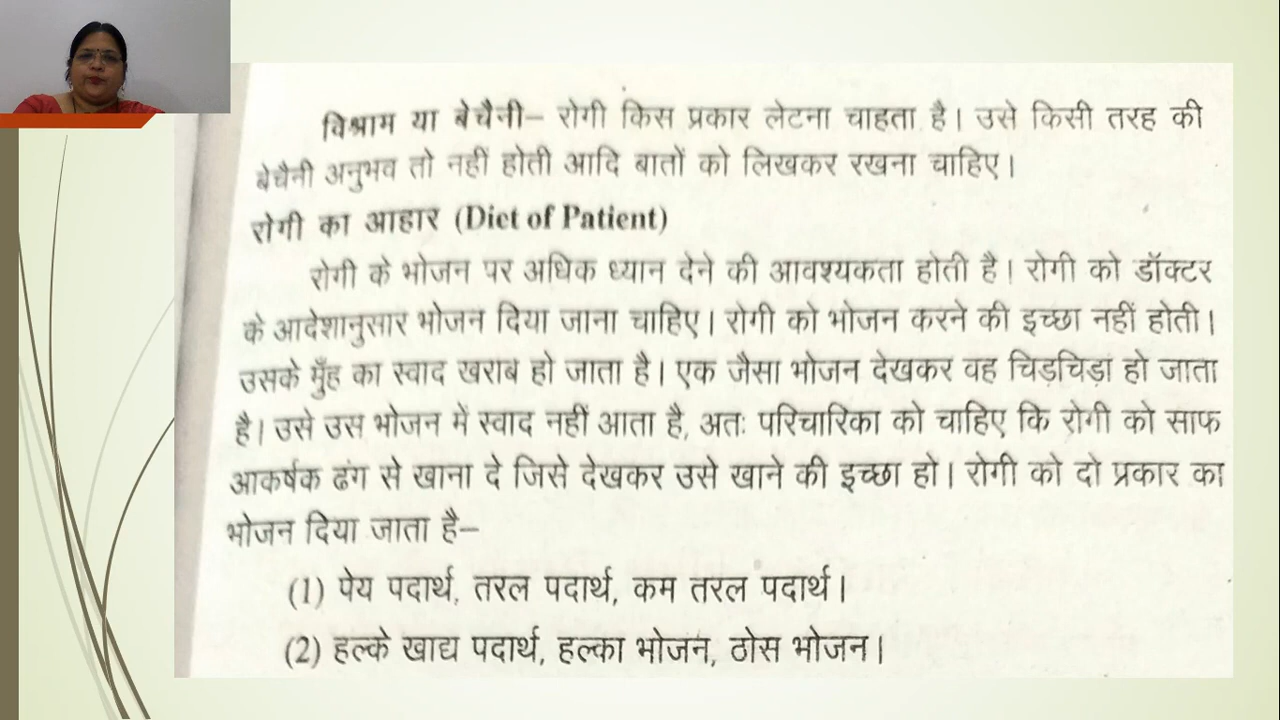 विश्राम या बेचैनी– रोगी किस प्रकार लेटना चाहता है। उसे किसी तरह की
बेचैनी अनुभव तो नहीं होती आदि बातों को लिखकर रखना चाहिए।
रोगी का आहार (Diet of Patient)
रोगी के भोजन पर अधिक ध्यान देने की आवश्यकता होती है। रोगी को डॉक्टर
के आदेशानुसार भोजन दिया जाना चाहिए। रोगी को भोजन करने की इच्छा नहीं होती।
उसके मुँह का स्वाद खराब हो जाता है। एक जैसा भोजन देखकर वह चिड़चिड़ा हो जाता
है। उसे उस भोजन में स्वाद नहीं आता है, अतः परिचारिका को चाहिए कि रोगी को साफ
आकर्षक ढंग से खाना दे जिसे देखकर उसे खाने की इच्छा हो। रोगी को दो प्रकार का
भोजन दिया जाता है–
(1) पेय पदार्थ, तरल पदार्थ, कम तरल पदार्थ।
(2) हल्के खाद्य पदार्थ, हल्का भोजन, ठोस भोजन।